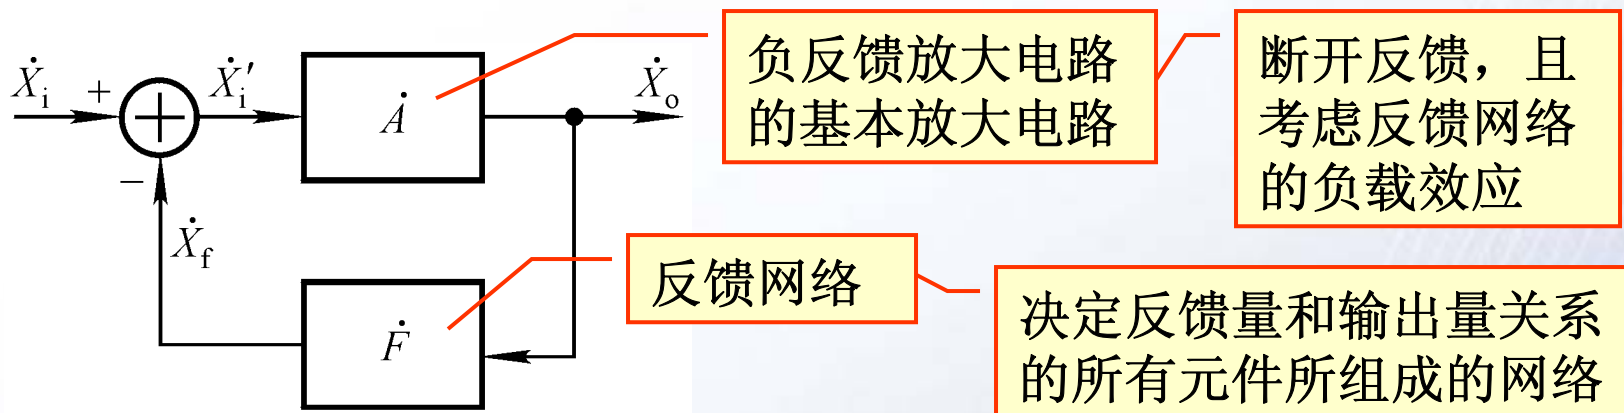 Ẋi + Ẋi′ Ȧ Ẋo
−
Ẋf
Ḟ
负反馈放大电路
的基本放大电路
断开反馈，且
考虑反馈网络
的负载效应
反馈网络
决定反馈量和输出量关系
的所有元件所组成的网络